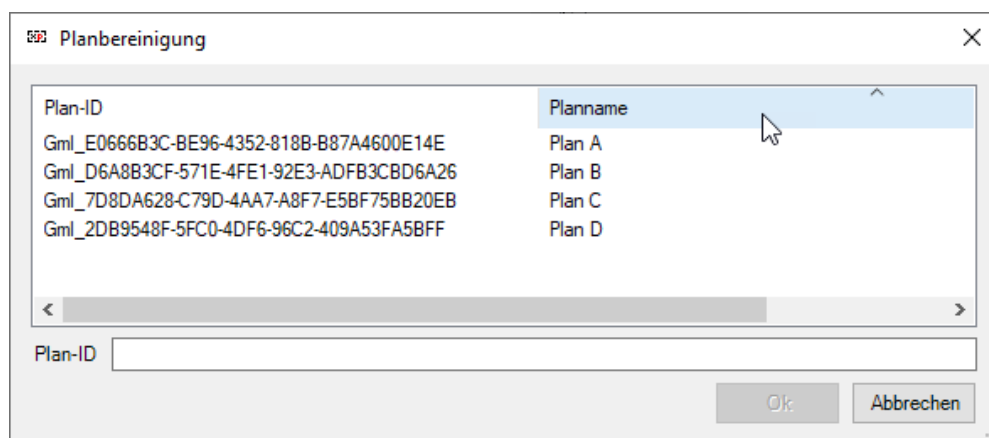 Planbereinigung
Plan-ID Planname
Gml_E0666B3C-BE96-4352-818B-B87A4600E14E Plan A
Gml_D6A8B3CF-571E-4FE1-92E3-ADFB3CBD6A26 Plan B
Gml_7D8DA628-C79D-4AA7-A8F7-E5BF75BB20EB Plan C
Gml_2DB9548F-5FC0-4DF6-96C2-409A53FA5BFF Plan D
Plan-ID
Ok Abbrechen